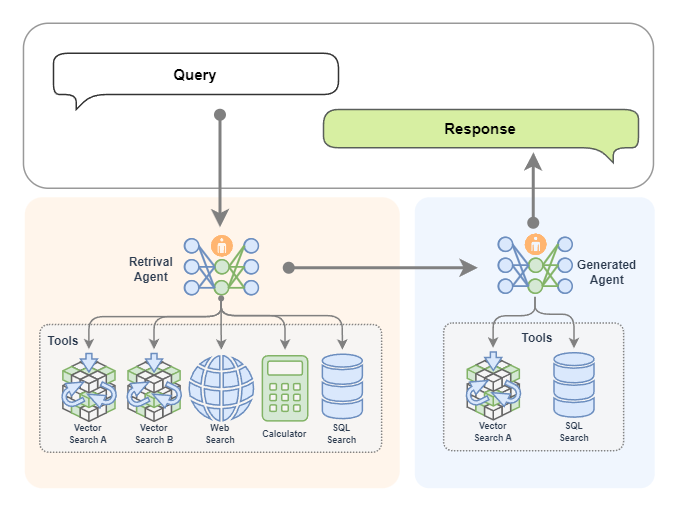 Query
Response
Retrival
Agent
Generated
Agent
Tools
Vector
Search A
Vector
Search B
Web
Search
Calculator
SQL
Search
Tools
Vector
Search A
SQL
Search